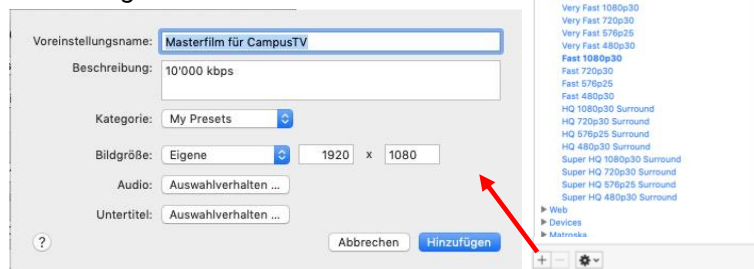 Voreinstellungsname: Masterfilm für CampusTV
Beschreibung: 10'000 kbps
Kategorie: My Presets
Bildgröße: Eigene 1920 x 1080
Audio: Auswahlverhalten ...
Untertitel: Auswahlverhalten ...
? Abbrechen Hinzufügen
Very Fast 1080p30
Very Fast 720p30
Very Fast 576p25
Very Fast 480p30
Fast 1080p30
Fast 720p30
Fast 576p25
Fast 480p30
HQ 1080p30 Surround
HQ 720p30 Surround
HQ 576p25 Surround
HQ 480p30 Surround
Super HQ 1080p30 Surround
Super HQ 720p30 Surround
Super HQ 576p25 Surround
Super HQ 480p30 Surround
Web
Devices
Matroska